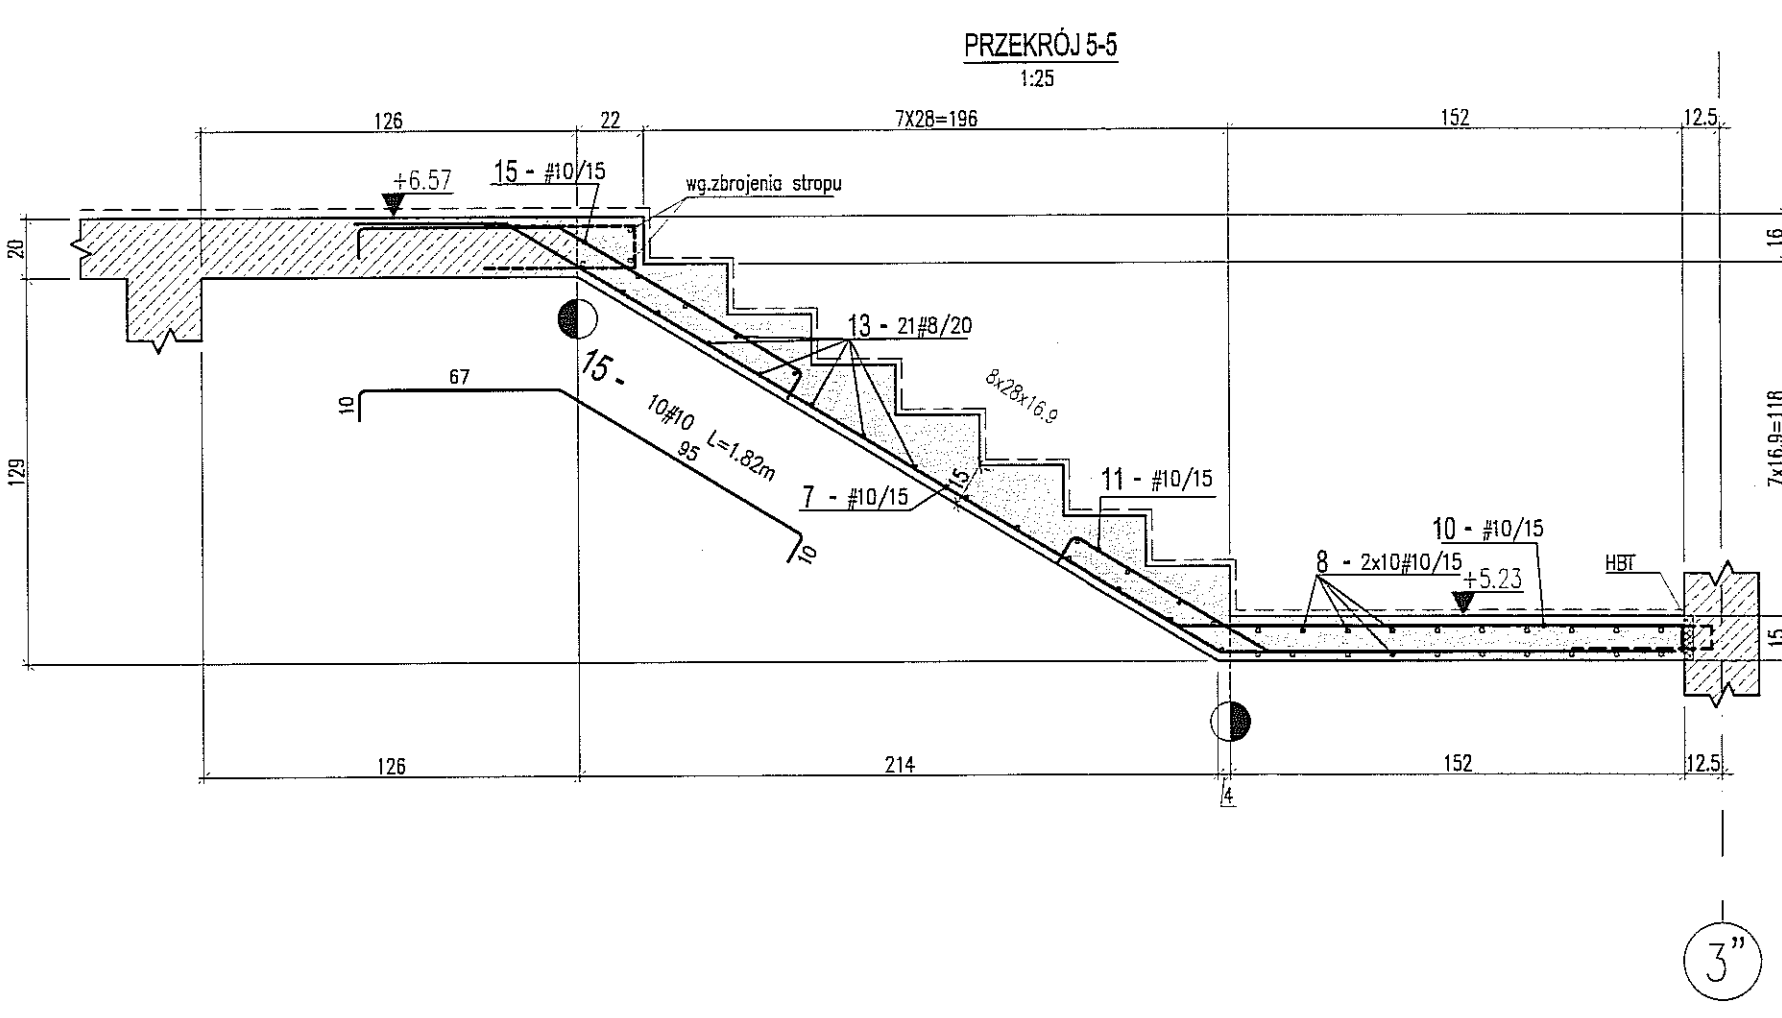 PRZEKRÓJ 5-5
1:25
126
22
7X28=196
152
12.5
+6.57
15 - #10/15
wg.zbrojenia stropu
20
16
13 - 21#8/20
8x28x16.9
15 - 10#10 L=1.82m
67
10
95
10
129
7x16.9=118
15
7 - #10/15
11 - #10/15
10 - #10/15
8 - 2x10#10/15
+5.23
HBT
15
126
214
4
152
12.5
3”